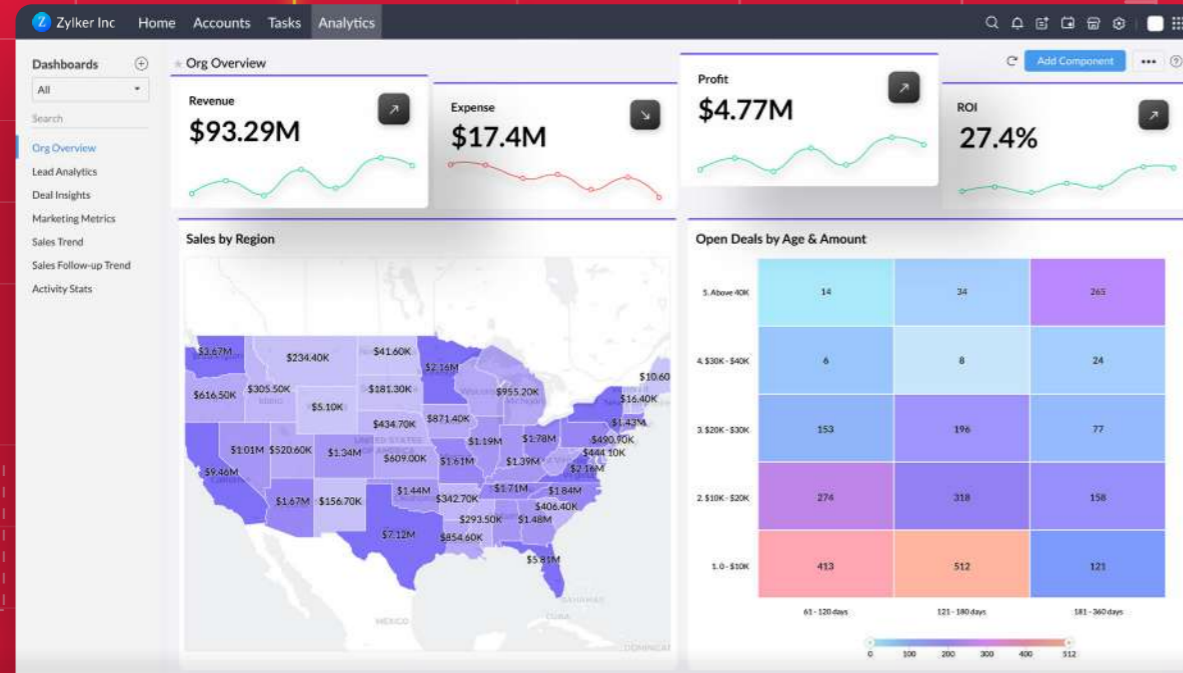 Z Zylker Inc Home Accounts Tasks Analytics
Dashboards
All
Search
Org Overview
Lead Analytics
Deal Insights
Marketing Metrics
Sales Trend
Sales Follow-up Trend
Activity Stats
Org Overview
Add Component
Revenue
$93.29M
Expense
$17.4M
Profit
$4.77M
ROI
27.4%
Sales by Region
$3.67M
$234.40K
$41.60K
$2.16M
$616.50K
$305.50K
$5.10K
$181.30K
$955.20K
$10.60
$16.40K
$434.70K
$871.40K
$1.43M
$1.01M
$520.60K
$1.34M
$609.00K
$1.19M
$1.78M
$490.90K
$444.10K
$9.46M
$1.61M
$1.39M
$2.16M
$1.67M
$156.70K
$1.44M
$342.70K
$1.71M
$1.84M
$406.40K
$293.50K
$1.48M
$7.12M
$854.60K
$5.81M
UNITED STATES
OF AMERICA
MEXICO
BAHAMAS
CUBA
DOMINICA
Open Deals by Age & Amount
5. Above 40K 14 34 265
4. $30K - $40K 6 8 24
3. $20K - $30K 153 196 77
2. $10K - $20K 274 318 158
1. 0 - $10K 413 512 121
61 - 120 days 121 - 180 days 181 - 360 days
0 100 200 300 400 512